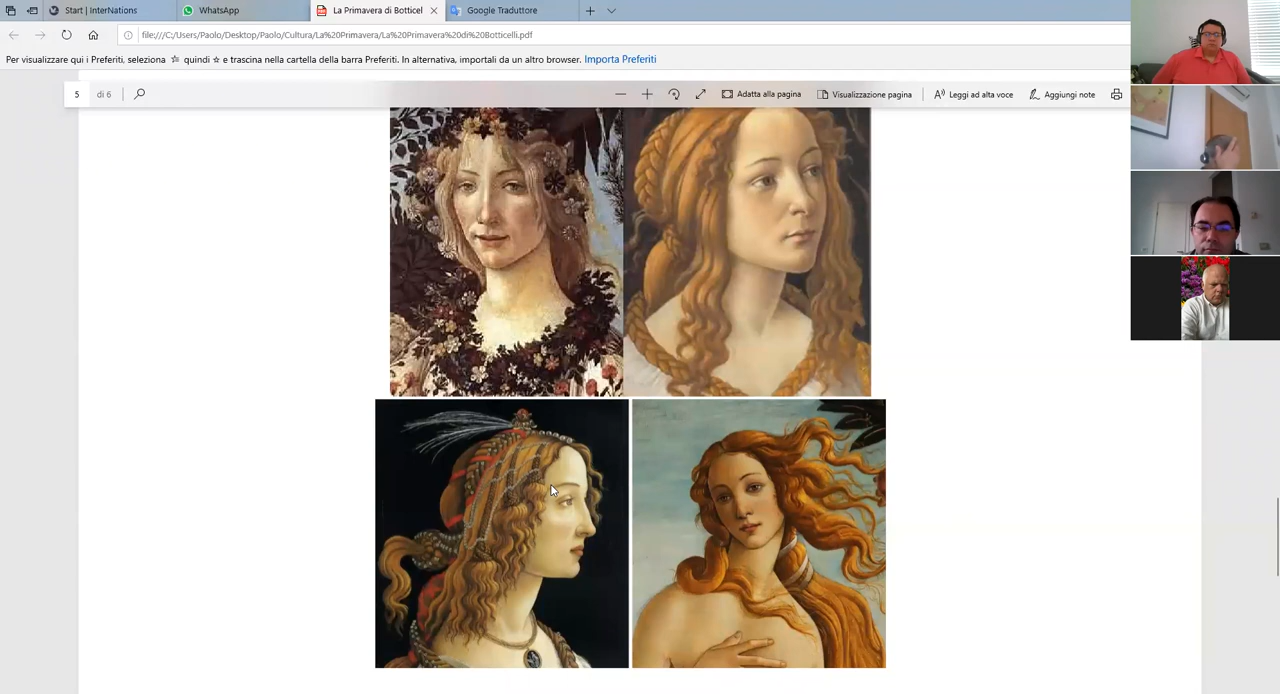 Start | InterNations
WhatsApp
La Primavera di Botticel
Google Traduttore
file:///C:/Users/Paolo/Desktop/Paolo/Cultura/La%20Primavera/La%20Primavera%20di%20Botticelli.pdf
Per visualizzare qui i Preferiti, seleziona quindi e trascina nella cartella della barra Preferiti. In alternativa, importali da un altro browser. Importa Preferiti
5 di 6 Adatta alla pagina Visualizzazione pagina Leggi ad alta voce Aggiungi note